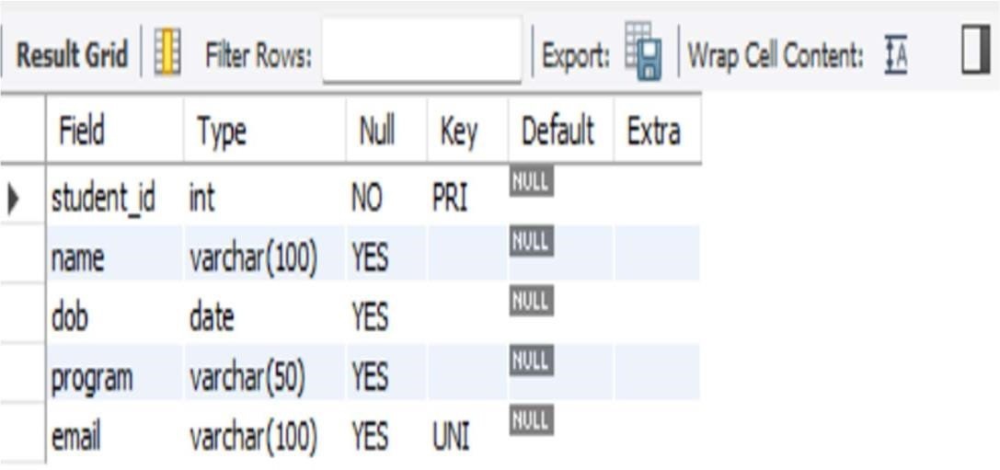 Result Grid Filter Rows: Export: Wrap Cell Content: IA
Field Type Null Key Default Extra
student_id int NO PRI NULL
name varchar(100) YES NULL
dob date YES NULL
program varchar(50) YES NULL
email varchar(100) YES UNI NULL